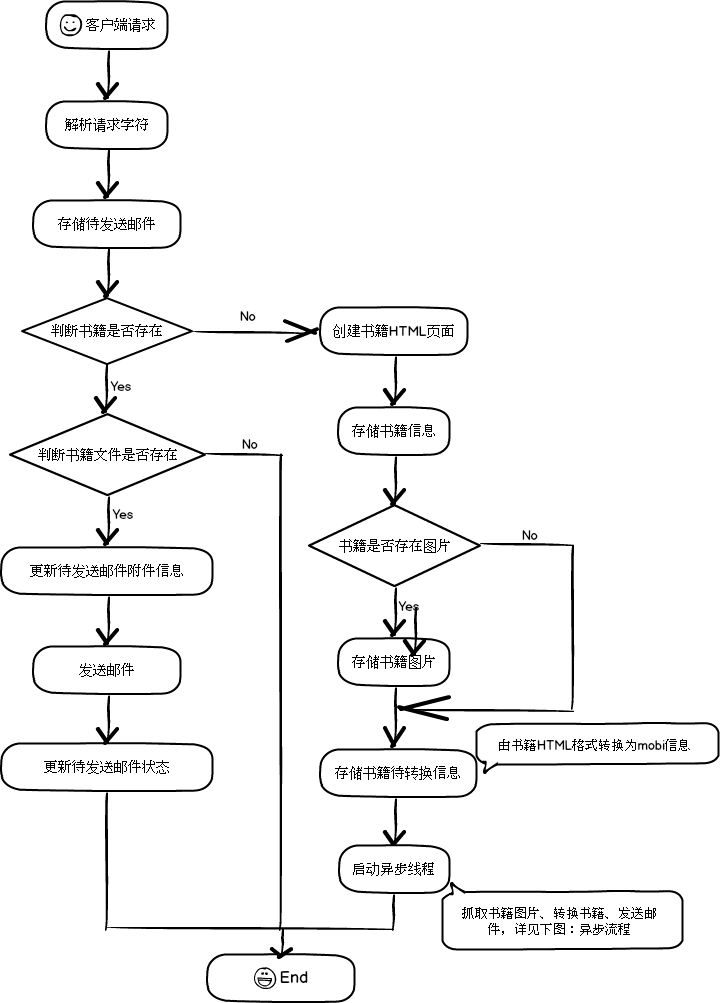 客户端请求
解析请求字符
存储待发送邮件
判断书籍是否存在
No
创建书籍HTML页面
Yes
存储书籍信息
判断书籍文件是否存在
No
Yes
书籍是否存在图片
No
更新待发送邮件附件信息
Yes
发送邮件
存储书籍图片
由书籍HTML格式转换为mobi信息
更新待发送邮件状态
存储书籍待转换信息
启动异步线程
抓取书籍图片、转换书籍、发送邮
件，详见下图：异步流程
End